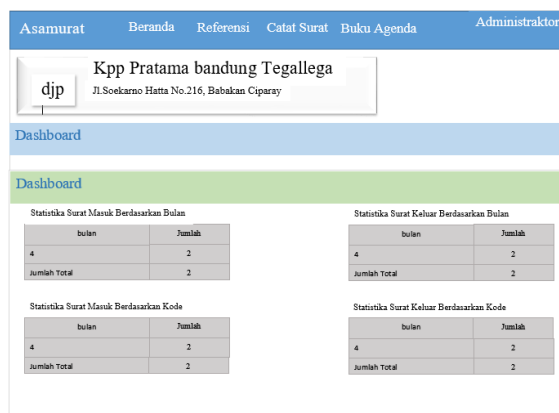 Asamurat Beranda Referensi Catat Surat Buku Agenda Administraktor
Kpp Pratama bandung Tegallega
djp
Jl.Soekarno Hatta No.216, Babakan Ciparay
Dashboard
Dashboard
Statistika Surat Masuk Berdasarkan Bulan
bulan Jumlah
4 2
Jumlah Total 2
Statistika Surat Keluar Berdasarkan Bulan
bulan Jumlah
4 2
Jumlah Total 2
Statistika Surat Masuk Berdasarkan Kode
bulan Jumlah
4 2
Jumlah Total 2
Statistika Surat Keluar Berdasarkan Kode
bulan Jumlah
4 2
Jumlah Total 2